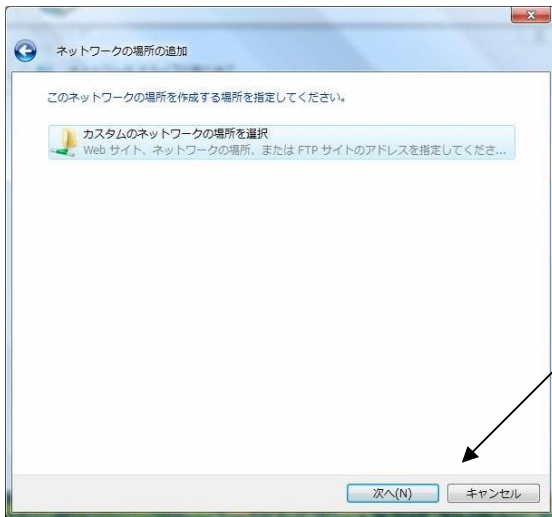 ネットワークの場所の追加
このネットワークの場所を作成する場所を指定してください。
カスタムのネットワークの場所を選択
Web サイト、ネットワークの場所、または FTP サイトのアドレスを指定してくださ...
次へ(N)
キャンセル